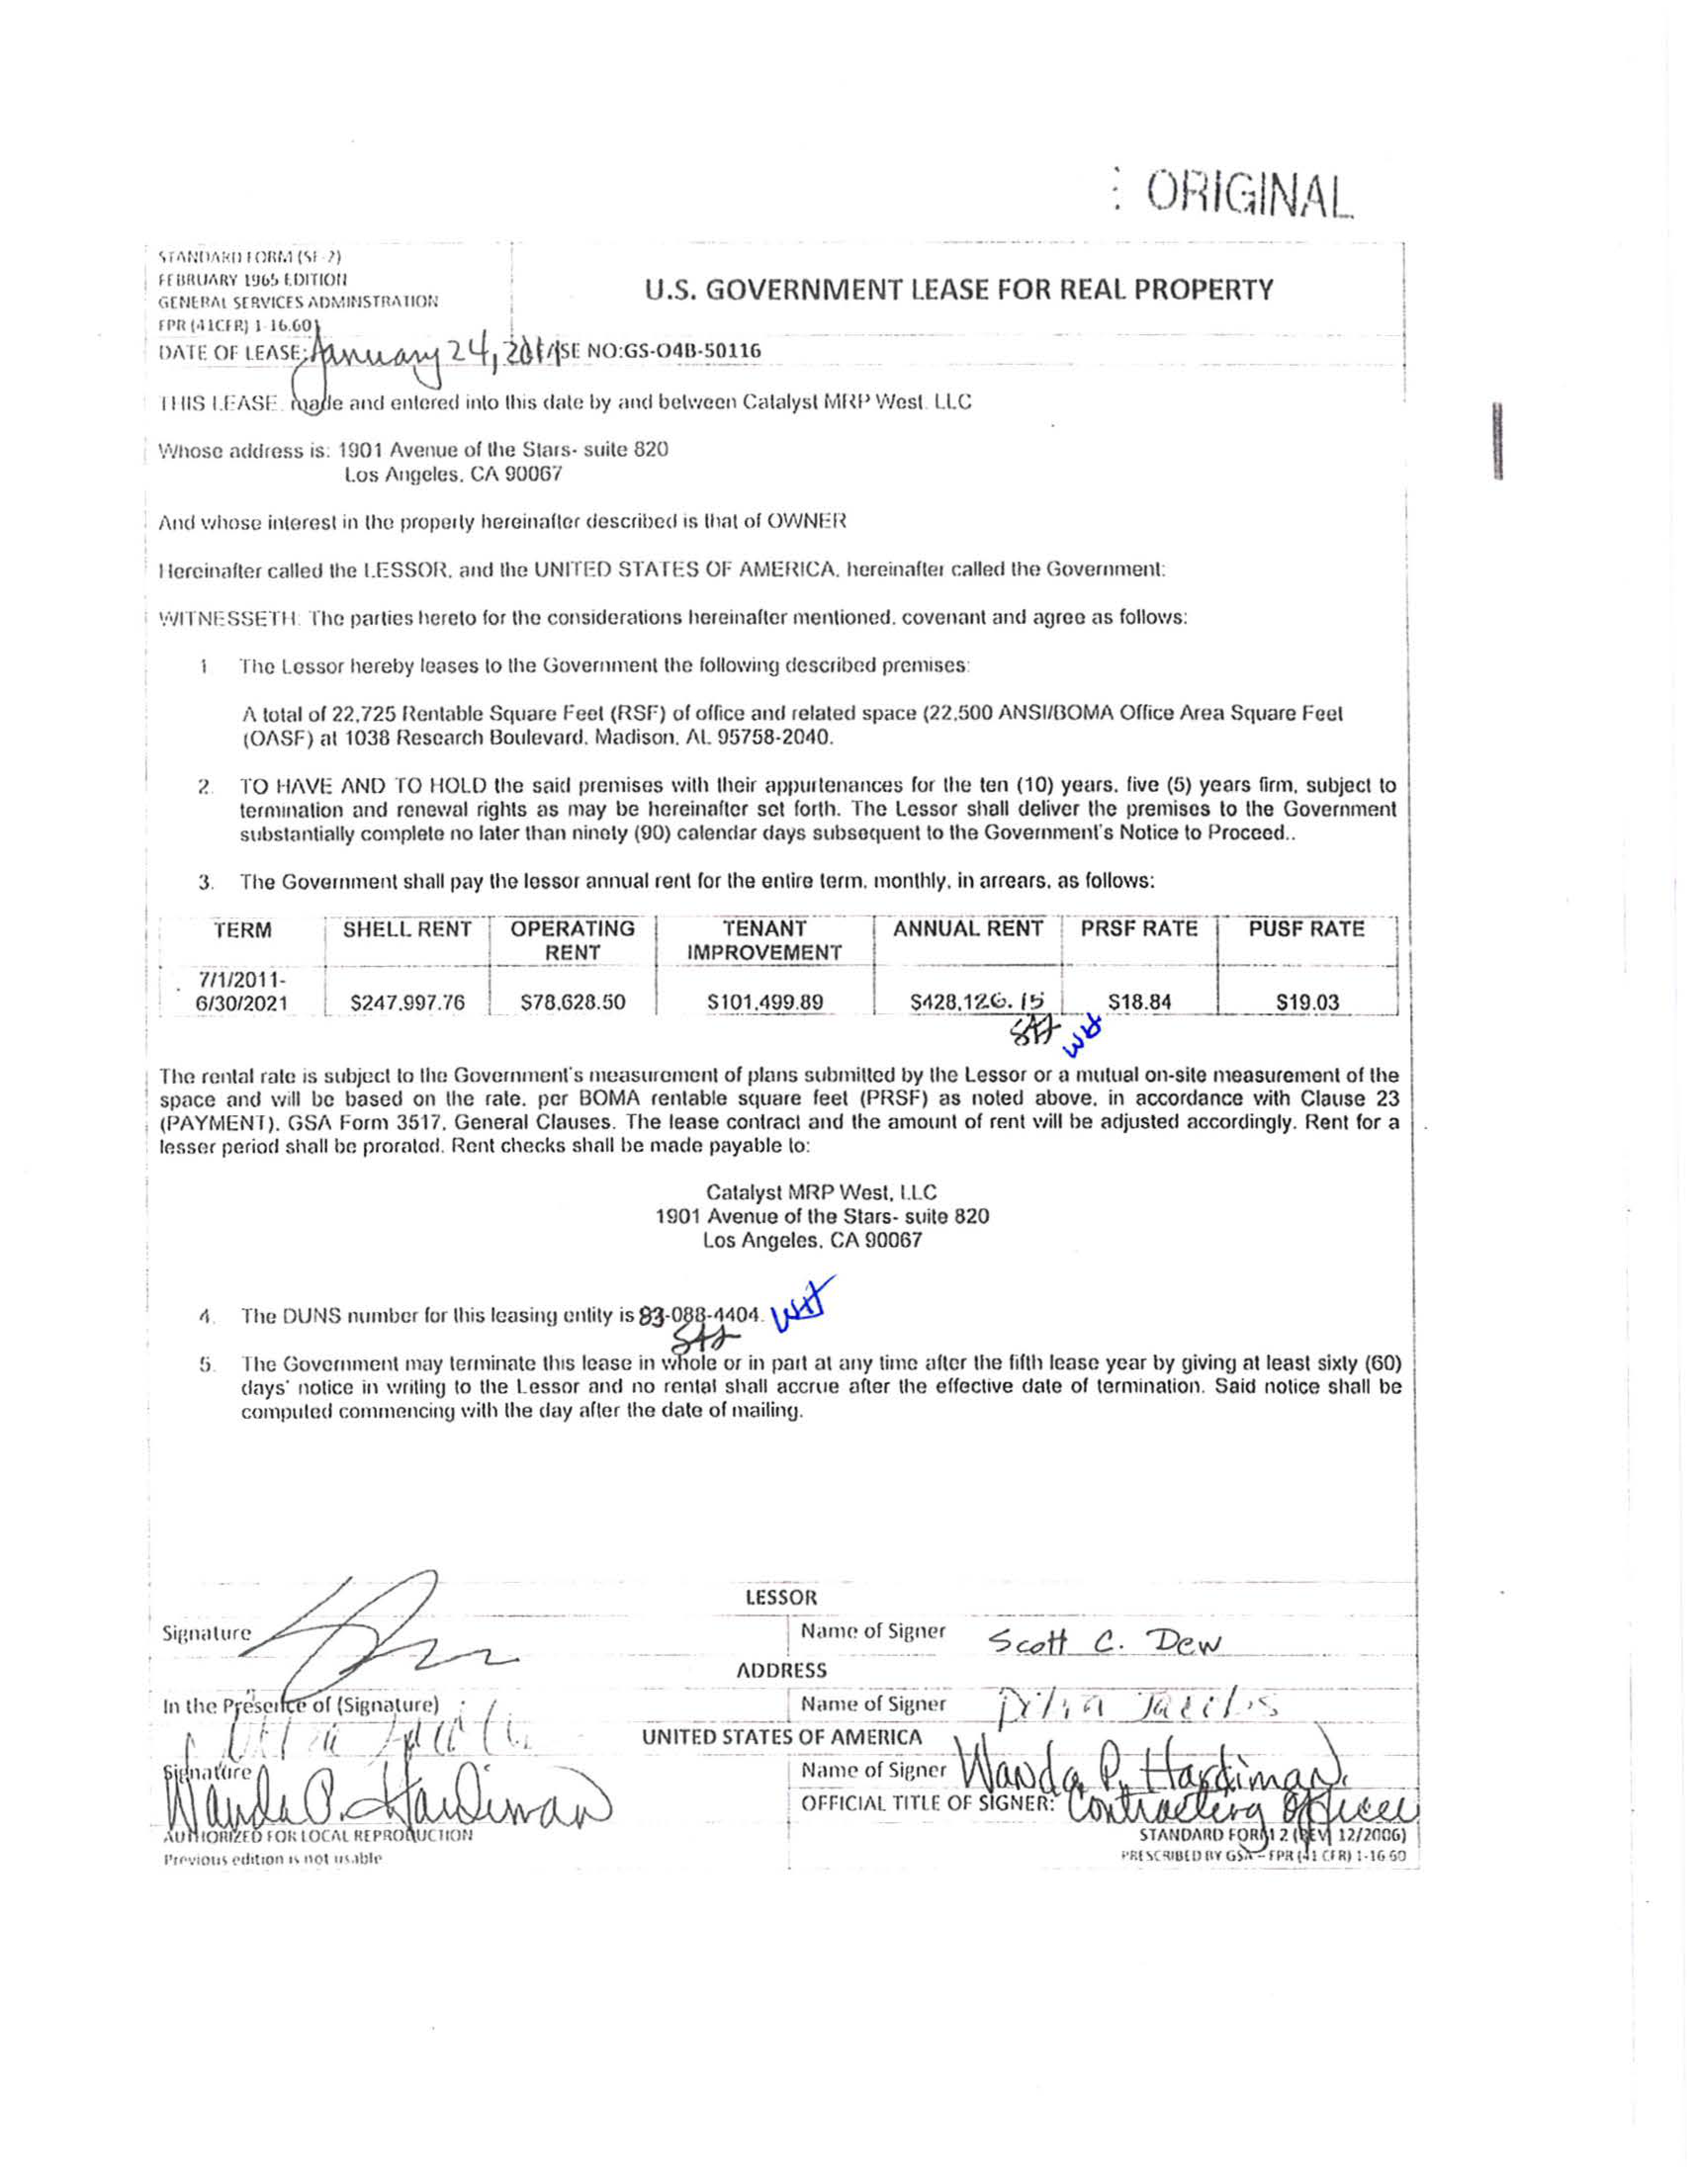 ORIGINAL
STANDARD FORM (SF-2)
FEBRUARY 1965 EDITION
GENERAL SERVICES ADMINSTRATION
FPR (41CFR) 1-16.601
U.S. GOVERNMENT LEASE FOR REAL PROPERTY
DATE OF LEASE: January 24, 2011 NO:GS-O4B-50116
THIS LEASE, made and entered into this date by and between Catalyst MRP West, LLC
Whose address is: 1901 Avenue of the Stars- suite 820
Los Angeles, CA 90067
And whose interest in the property hereinafter described is that of OWNER
Hereinafter called the LESSOR, and the UNITED STATES OF AMERICA, hereinafter called the Government:
WITNESSETH: The parties hereto for the considerations hereinafter mentioned, covenant and agree as follows:
1 The Lessor hereby leases to the Government the following described premises:
A total of 22,725 Rentable Square Feet (RSF) of office and related space (22,500 ANSI/BOMA Office Area Square Feet
(OASF) at 1038 Research Boulevard, Madison, AL 95758-2040.
2. TO HAVE AND TO HOLD the said premises with their appurtenances for the ten (10) years, five (5) years firm, subject to
termination and renewal rights as may be hereinafter set forth. The Lessor shall deliver the premises to the Government
substantially complete no later than ninety (90) calendar days subsequent to the Government's Notice to Proceed..
3. The Government shall pay the lessor annual rent for the entire term, monthly, in arrears, as follows:
TERM SHELL RENT OPERATING RENT TENANT IMPROVEMENT ANNUAL RENT PRSF RATE PUSF RATE
7/1/2011-
6/30/2021 $247,997.76 $78,628.50 $101,499.89 $428,126.15 $18.84 $19.03
The rental rate is subject to the Government's measurement of plans submitted by the Lessor or a mutual on-site measurement of the
space and will be based on the rate, per BOMA rentable square feet (PRSF) as noted above, in accordance with Clause 23
(PAYMENT), GSA Form 3517, General Clauses. The lease contract and the amount of rent will be adjusted accordingly. Rent for a
lesser period shall be prorated. Rent checks shall be made payable to:
Catalyst MRP West, LLC
1901 Avenue of the Stars- suite 820
Los Angeles, CA 90067
4. The DUNS number for this leasing entity is 83-088-4404.
5. The Government may terminate this lease in whole or in part at any time after the fifth lease year by giving at least sixty (60)
days' notice in writing to the Lessor and no rental shall accrue after the effective date of termination. Said notice shall be
computed commencing with the day after the date of mailing.
LESSOR
Signature
Name of Signer Scott C. Dew
ADDRESS
In the Presence of (Signature)
Name of Signer
UNITED STATES OF AMERICA
Signature Wanda P. Hardiman
Name of Signer Wanda P. Hardiman
OFFICIAL TITLE OF SIGNER: Contracting Officer
AUTHORIZED FOR LOCAL REPRODUCTION
Previous edition is not usable
STANDARD FORM 2 (REV 12/2006)
PRESCRIBED BY GSA – FPR (41 CFR) 1-16 60